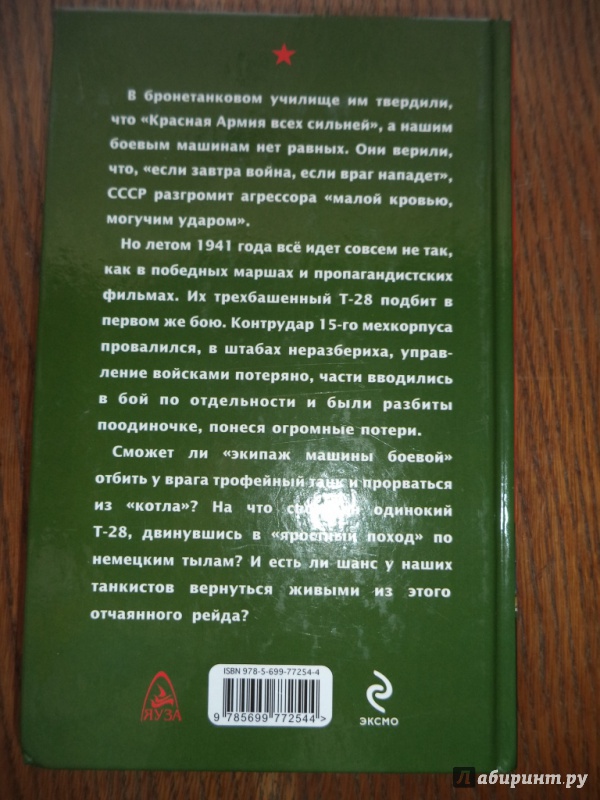 В бронетанковом училище им твердили,
что «Красная Армия всех сильней», а нашим
боевым машинам нет равных. Они верили,
что, «если завтра война, если враг нападет»,
СССР разгромит агрессора «малой кровью,
могучим ударом».
Но летом 1941 года всё идет совсем не так,
как в победных маршах и пропагандистских
фильмах. Их трехбашенный Т-28 подбит в
первом же бою. Контрудар 15-го мехкорпуса
провалился, в штабах неразбериха, управ-
ление войсками потеряно, части вводились
в бой по отдельности и были разбиты
поодиночке, понеся огромные потери.
Сможет ли «экипаж машины боевой»
отбить у врага трофейный танк и прорваться
из «котла»? На что способен одинокий
Т-28, двинувшись в «яростный поход» по
немецким тылам? И есть ли шанс у наших
танкистов вернуться живыми из этого
отчаянного рейда?
ISBN 978-5-699-77254-4
9 785699 772544 >
ЯУЗА
ЭКСМО
Лабиринт.ру